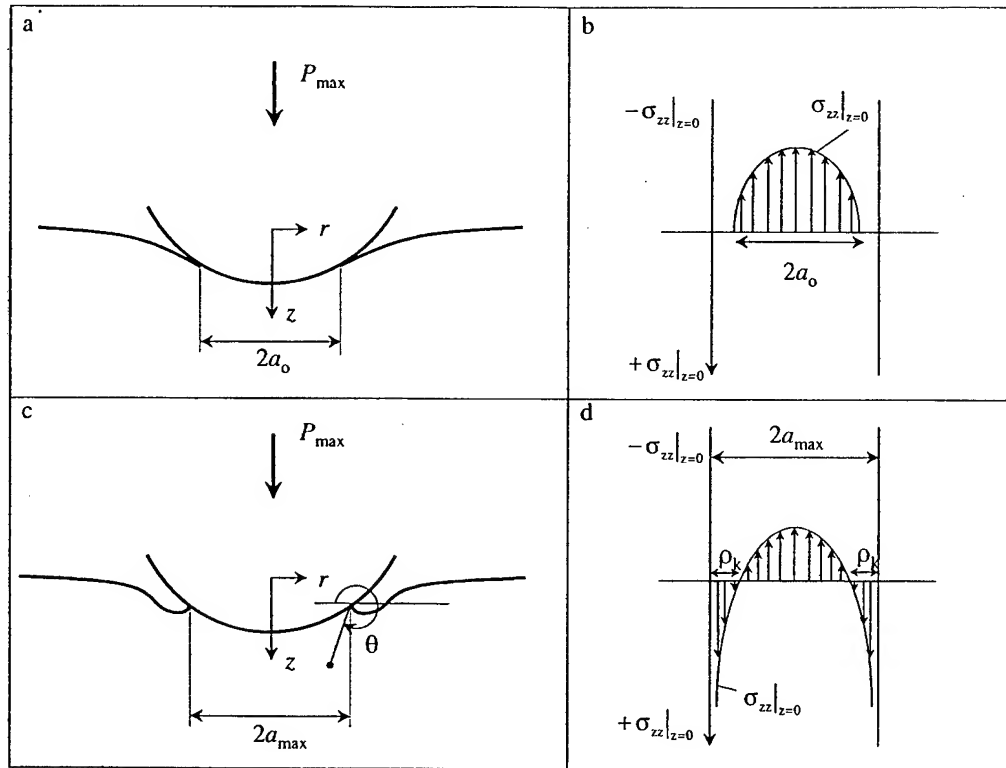 a
P_max
r
z
2a_o
b
−σ_zz|_z=0
σ_zz|_z=0
2a_o
+σ_zz|_z=0
c
P_max
r
z
θ
2a_max
d
−σ_zz|_z=0
2a_max
ρ_k
ρ_k
σ_zz|_z=0
+σ_zz|_z=0